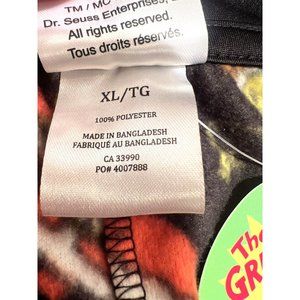 TM / MC
Dr. Seuss Enterprises,
All rights reserved.
Tous droits réservés.
XL/TG
100% POLYESTER
MADE IN BANGLADESH
FABRIQUÉ AU BANGLADESH
CA 33990
PO# 4007888
The
GR